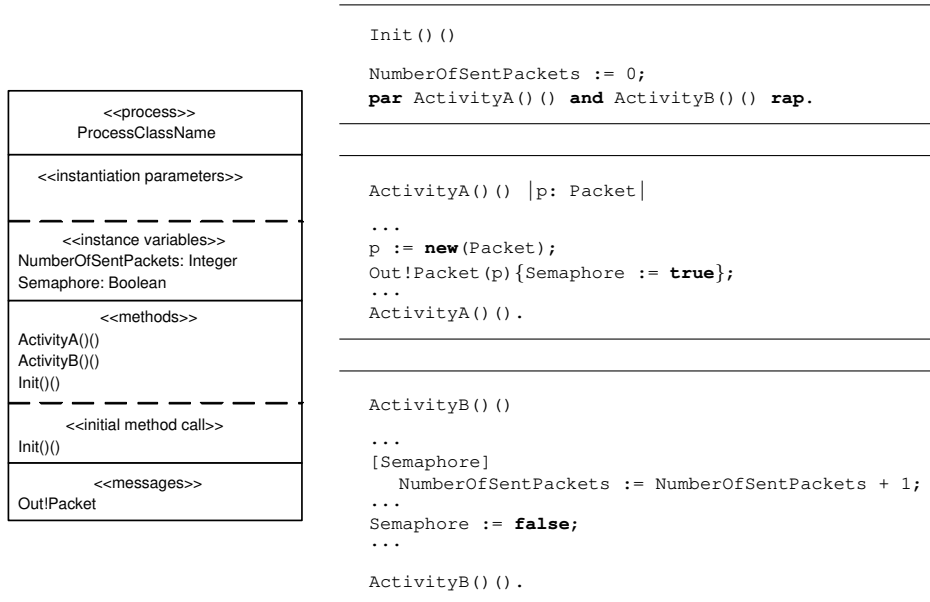 <<process>>
ProcessClassName
<<instantiation parameters>>
<<instance variables>>
NumberOfSentPackets: Integer
Semaphore: Boolean
<<methods>>
ActivityA()()
ActivityB()()
Init()()
<<initial method call>>
Init()()
<<messages>>
Out!Packet
Init()()
NumberOfSentPackets := 0;
par ActivityA()() and ActivityB()() rap.
ActivityA()() |p: Packet|
...
p := new(Packet);
Out!Packet(p){Semaphore := true};
...
ActivityA()().
ActivityB()()
...
[Semaphore]
NumberOfSentPackets := NumberOfSentPackets + 1;
...
Semaphore := false;
...
ActivityB()().